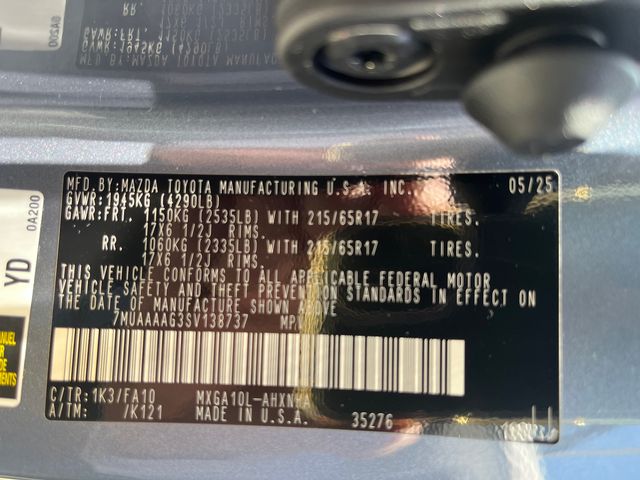 MFD.BY:MAZDA TOYOTA MANUFACTURING U.S.A. INC. 05/25
GVWR:1945KG (4290LB)
GAWR:FRT. 1150KG (2535LB) WITH 215/65R17 TIRES.
17X6 1/2J RIMS.
RR. 1060KG (2335LB) WITH 215/65R17 TIRES.
17X6 1/2J RIMS.
THIS VEHICLE CONFORMS TO ALL APPLICABLE FEDERAL MOTOR
VEHICLE SAFETY AND THEFT PREVENTION STANDARDS IN EFFECT ON
THE DATE OF MANUFACTURE SHOWN ABOVE
7MUAAAAG3SV138737 MP
C/TR:1K3/FA10 MXGA10L-AHXN
A/TM: /K121 MADE IN U.S.A. 35276
YD
0A200